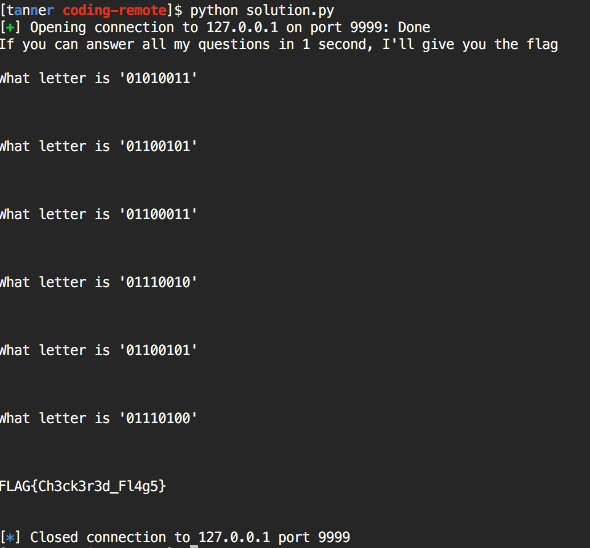 [tanner coding-remote]$ python solution.py
[+] Opening connection to 127.0.0.1 on port 9999: Done
If you can answer all my questions in 1 second, I'll give you the flag
What letter is '01010011'
What letter is '01100101'
What letter is '01100011'
What letter is '01110010'
What letter is '01100101'
What letter is '01110100'
FLAG{Ch3ck3r3d_Fl4g5}
[*] Closed connection to 127.0.0.1 port 9999